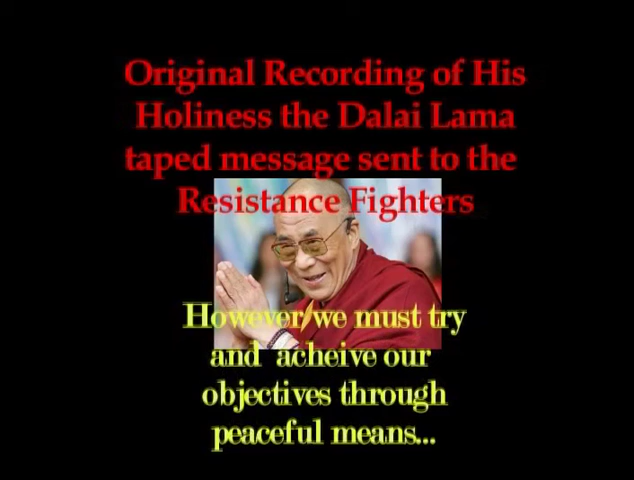 Original Recording of His
Holiness the Dalai Lama
taped message sent to the
Resistance Fighters
However we must try
and acheive our
objectives through
peaceful means...